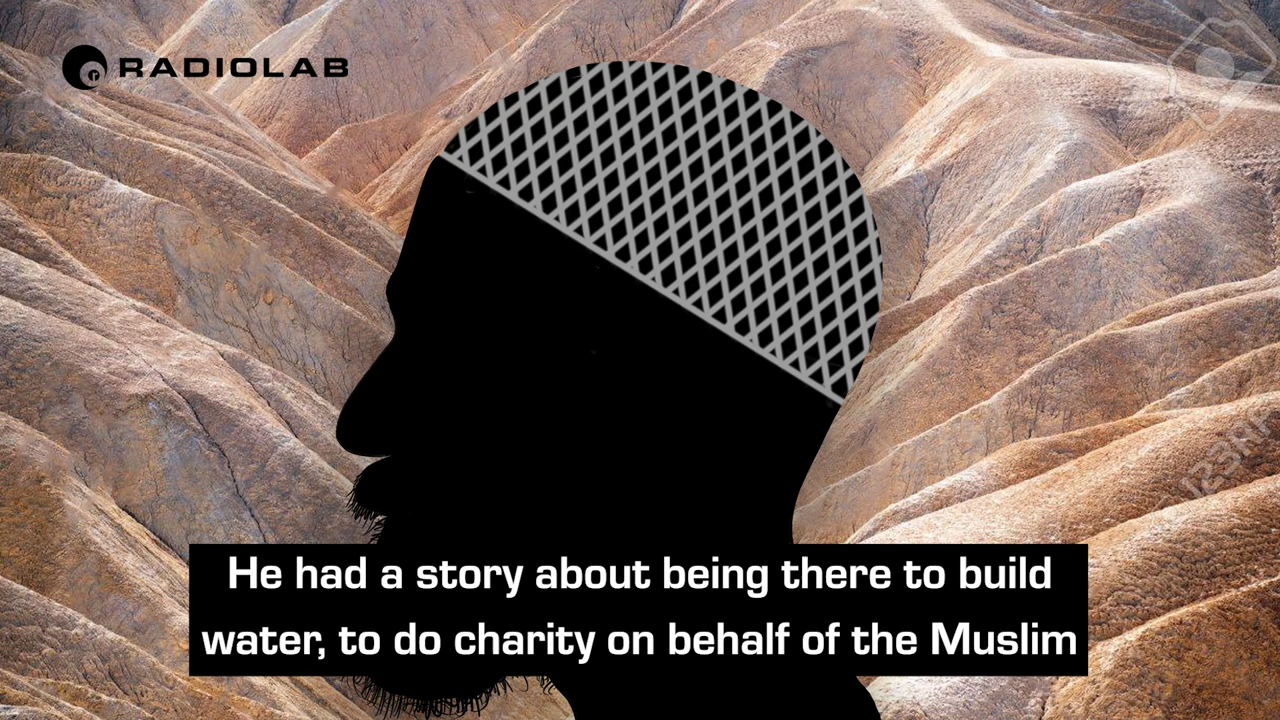 RADIOLAB
He had a story about being there to build
water, to do charity on behalf of the Muslim